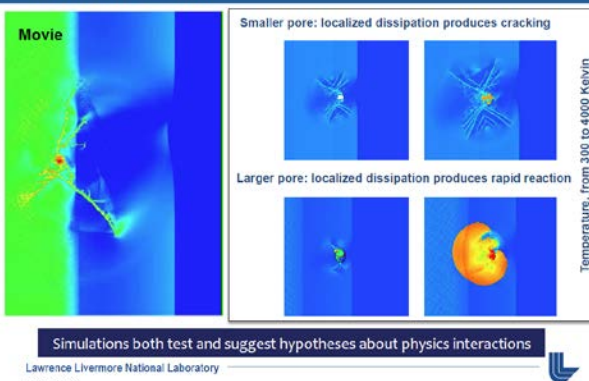 Movie
Smaller pore: localized dissipation produces cracking
Larger pore: localized dissipation produces rapid reaction
Temperature, from 300 to 4000 Kelvin
Simulations both test and suggest hypotheses about physics interactions
Lawrence Livermore National Laboratory